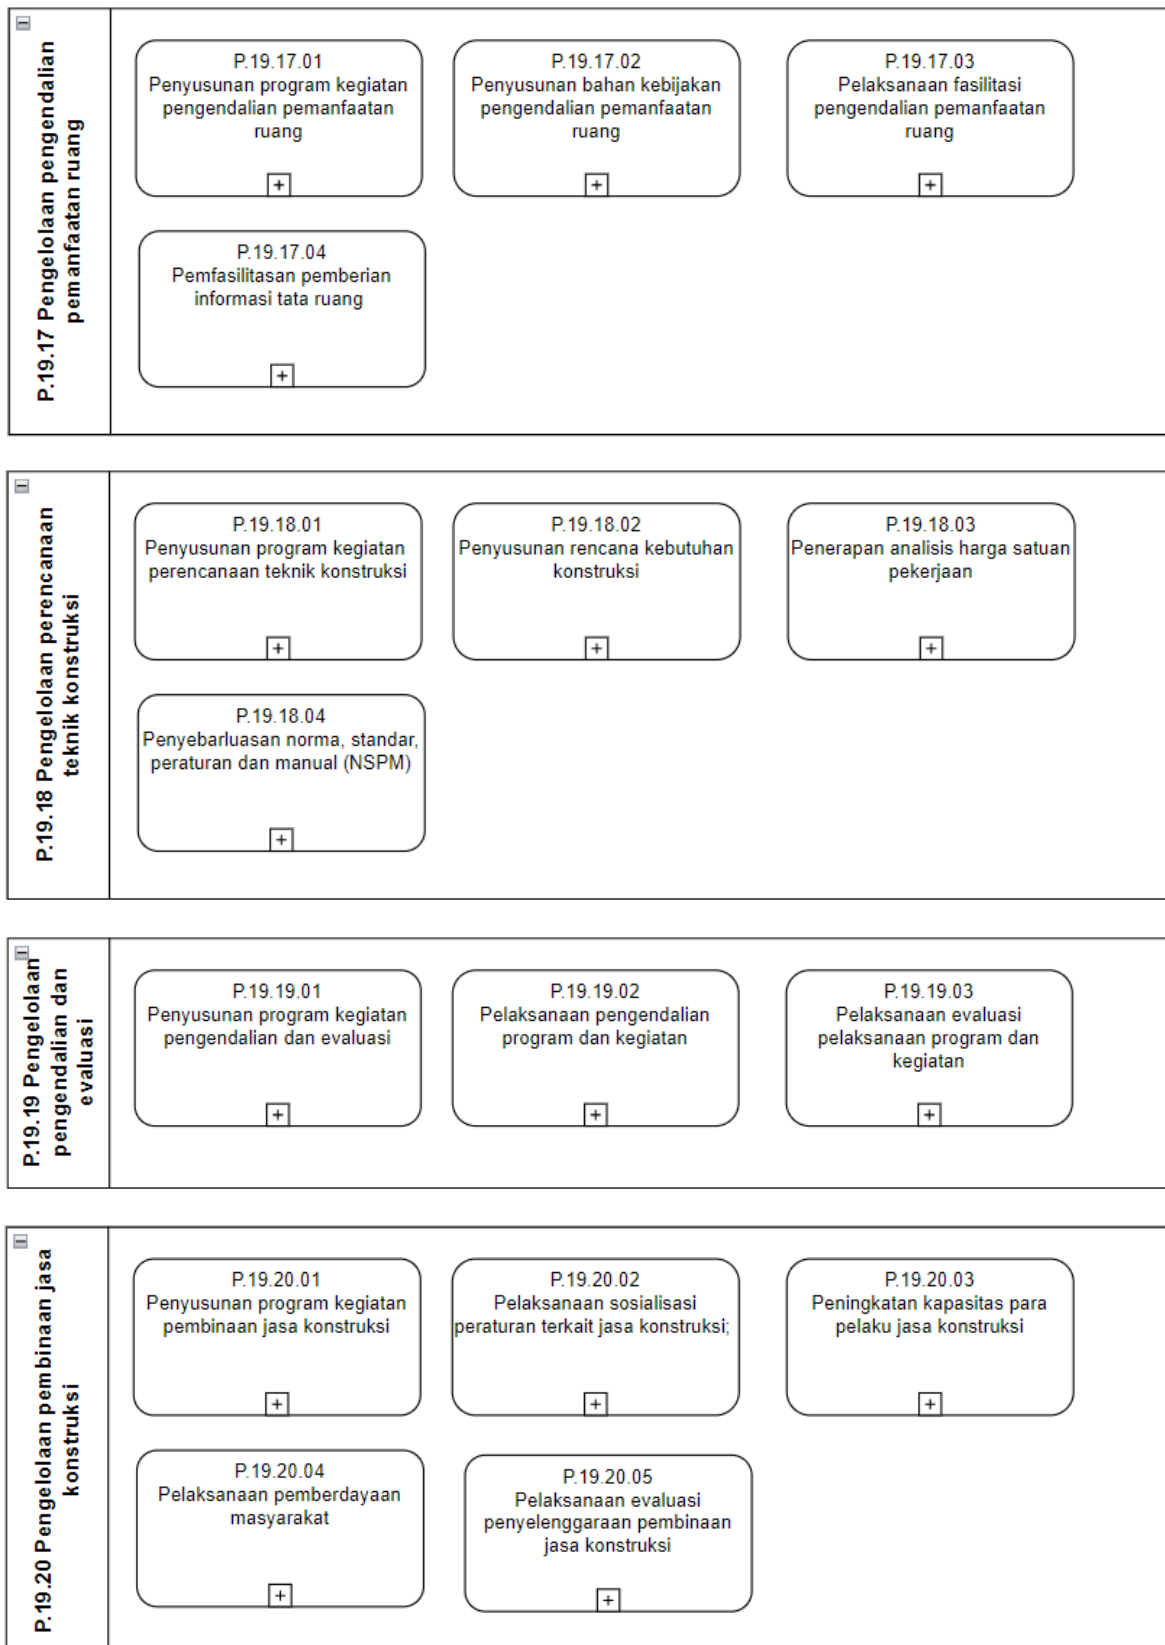 P.19.17 Pengelolaan pengendalian
pemanfaatan ruang
P.19.17.01
Penyusunan program kegiatan
pengendalian pemanfaatan
ruang
P.19.17.02
Penyusunan bahan kebijakan
pengendalian pemanfaatan
ruang
P.19.17.03
Pelaksanaan fasilitasi
pengendalian pemanfaatan
ruang
P.19.17.04
Pemfasilitasan pemberian
informasi tata ruang
P.19.18 Pengelolaan perencanaan
teknik konstruksi
P.19.18.01
Penyusunan program kegiatan
perencanaan teknik konstruksi
P.19.18.02
Penyusunan rencana kebutuhan
konstruksi
P.19.18.03
Penerapan analisis harga satuan
pekerjaan
P.19.18.04
Penyebarluasan norma, standar,
peraturan dan manual (NSPM)
P.19.19 Pengelolaan
pengendalian dan
evaluasi
P.19.19.01
Penyusunan program kegiatan
pengendalian dan evaluasi
P.19.19.02
Pelaksanaan pengendalian
program dan kegiatan
P.19.19.03
Pelaksanaan evaluasi
pelaksanaan program dan
kegiatan
P.19.20 Pengelolaan pembinaan jasa
konstruksi
P.19.20.01
Penyusunan program kegiatan
pembinaan jasa konstruksi
P.19.20.02
Pelaksanaan sosialisasi
peraturan terkait jasa konstruksi;
P.19.20.03
Peningkatan kapasitas para
pelaku jasa konstruksi
P.19.20.04
Pelaksanaan pemberdayaan
masyarakat
P.19.20.05
Pelaksanaan evaluasi
penyelenggaraan pembinaan
jasa konstruksi